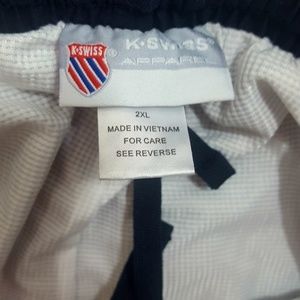 K·SWISS
K·SWISS
APPAREL
2XL
MADE IN VIETNAM
FOR CARE
SEE REVERSE